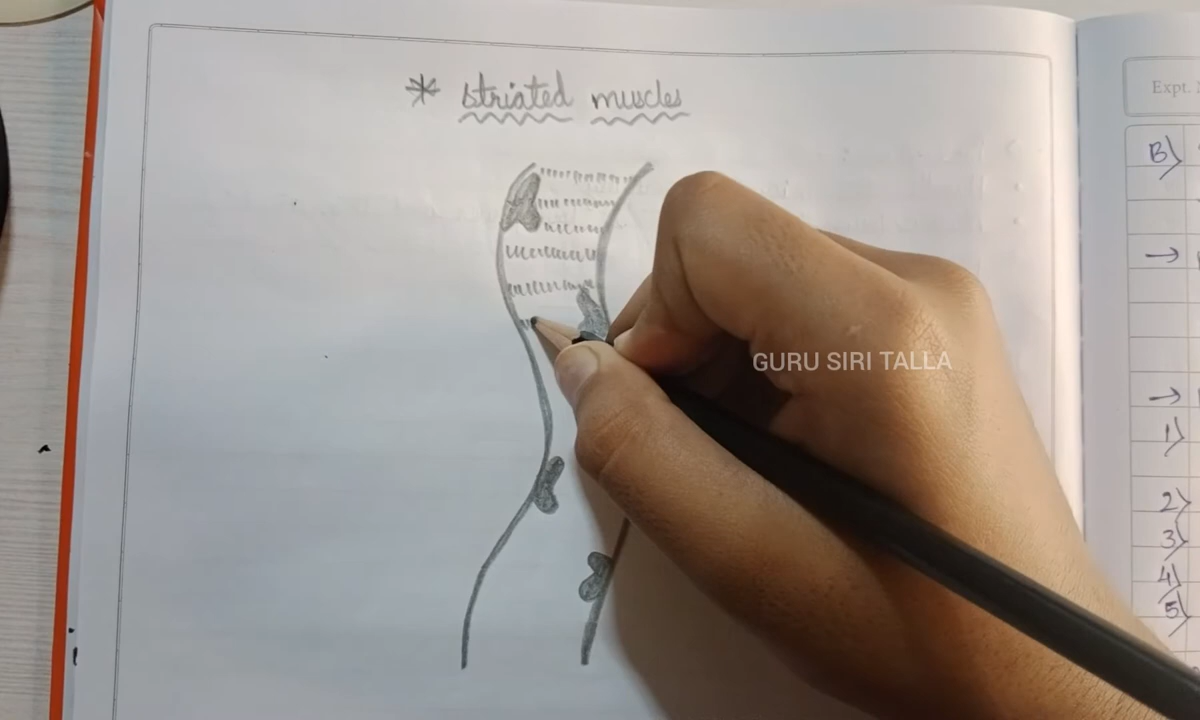 * striated muscles
GURU SIRI TALLA
Expt.
B)
→
→
1)
2)
3)
4)
5)